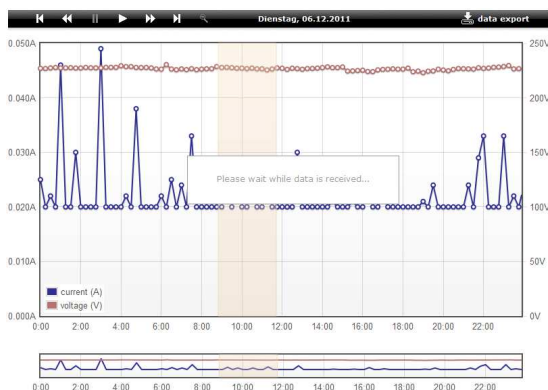 Dienstag, 06.12.2011
data export
0.050A
250V
0.040A
200V
0.030A
150V
Please wait while data is received...
0.020A
100V
0.010A
50V
current (A)
voltage (V)
0.000A
0V
0:00 2:00 4:00 6:00 8:00 10:00 12:00 14:00 16:00 18:00 20:00 22:00
0:00 2:00 4:00 6:00 8:00 10:00 12:00 14:00 16:00 18:00 20:00 22:00